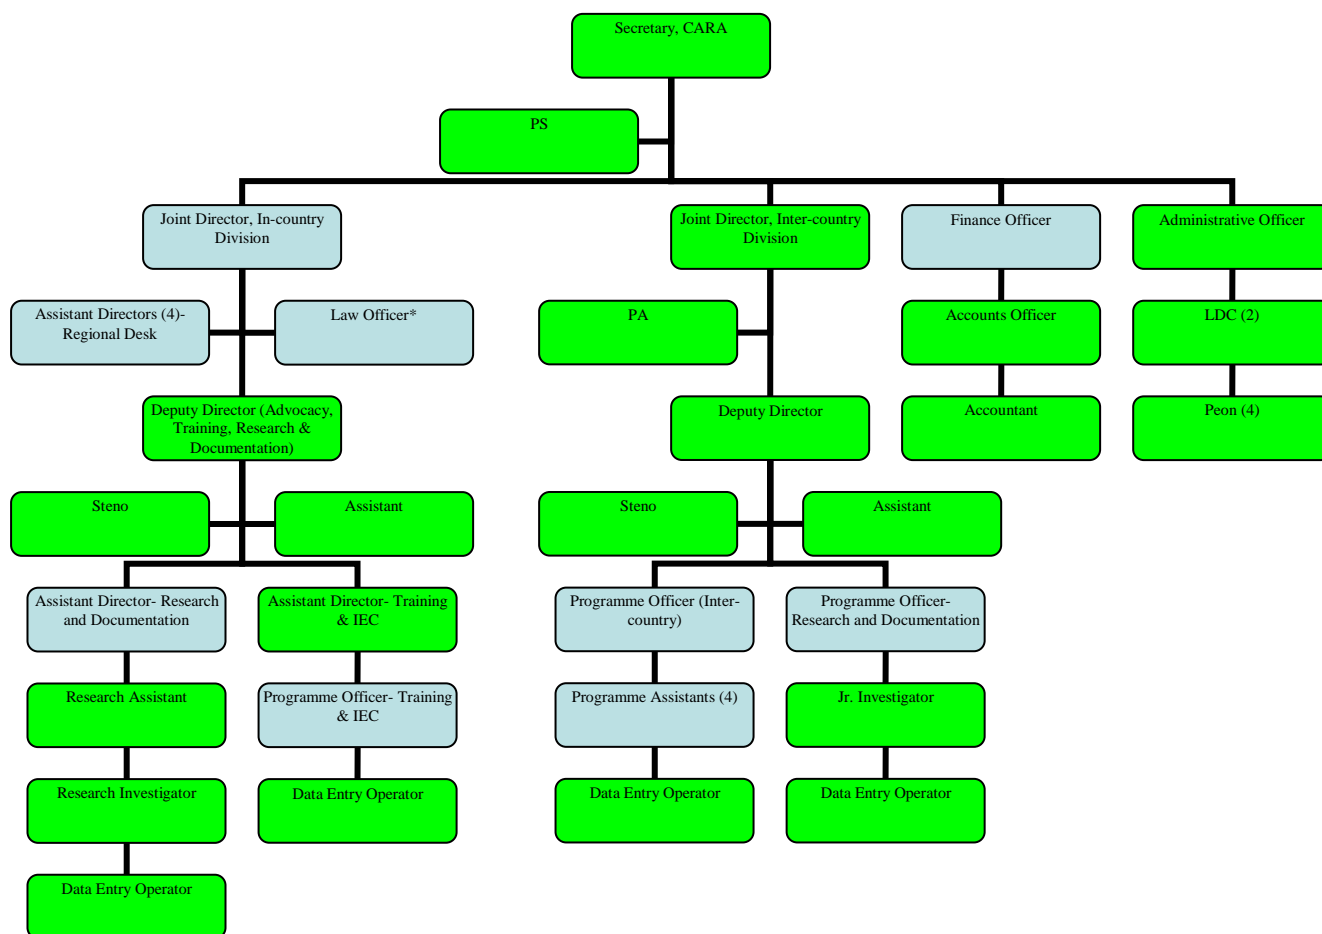 Secretary, CARA
PS
Joint Director, In-country
Division
Joint Director, Inter-country
Division
Finance Officer
Administrative Officer
Assistant Directors (4)-
Regional Desk
Law Officer*
PA
Accounts Officer
LDC (2)
Deputy Director (Advocacy,
Training, Research &
Documentation)
Deputy Director
Accountant
Peon (4)
Steno
Assistant
Steno
Assistant
Assistant Director- Research
and Documentation
Assistant Director- Training
& IEC
Programme Officer (Inter-
country)
Programme Officer-
Research and Documentation
Research Assistant
Programme Officer- Training
& IEC
Programme Assistants (4)
Jr. Investigator
Research Investigator
Data Entry Operator
Data Entry Operator
Data Entry Operator
Data Entry Operator